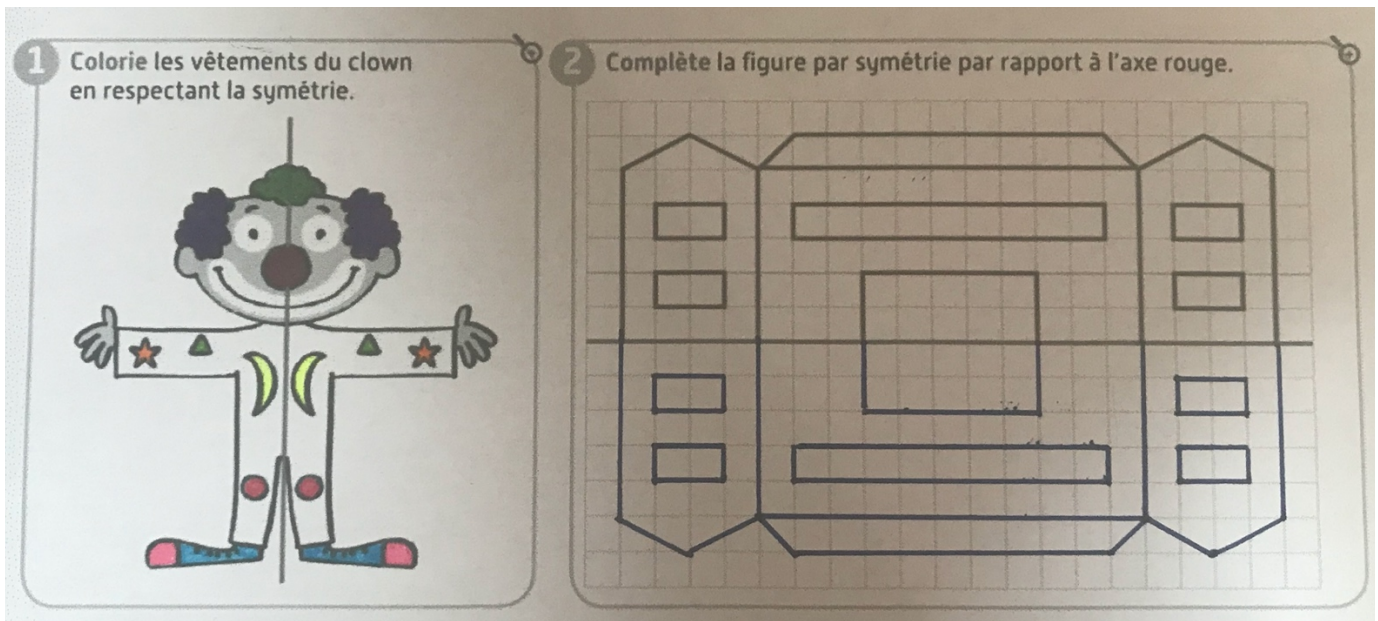 1 Colorie les vêtements du clown
en respectant la symétrie.
2 Complète la figure par symétrie par rapport à l'axe rouge.